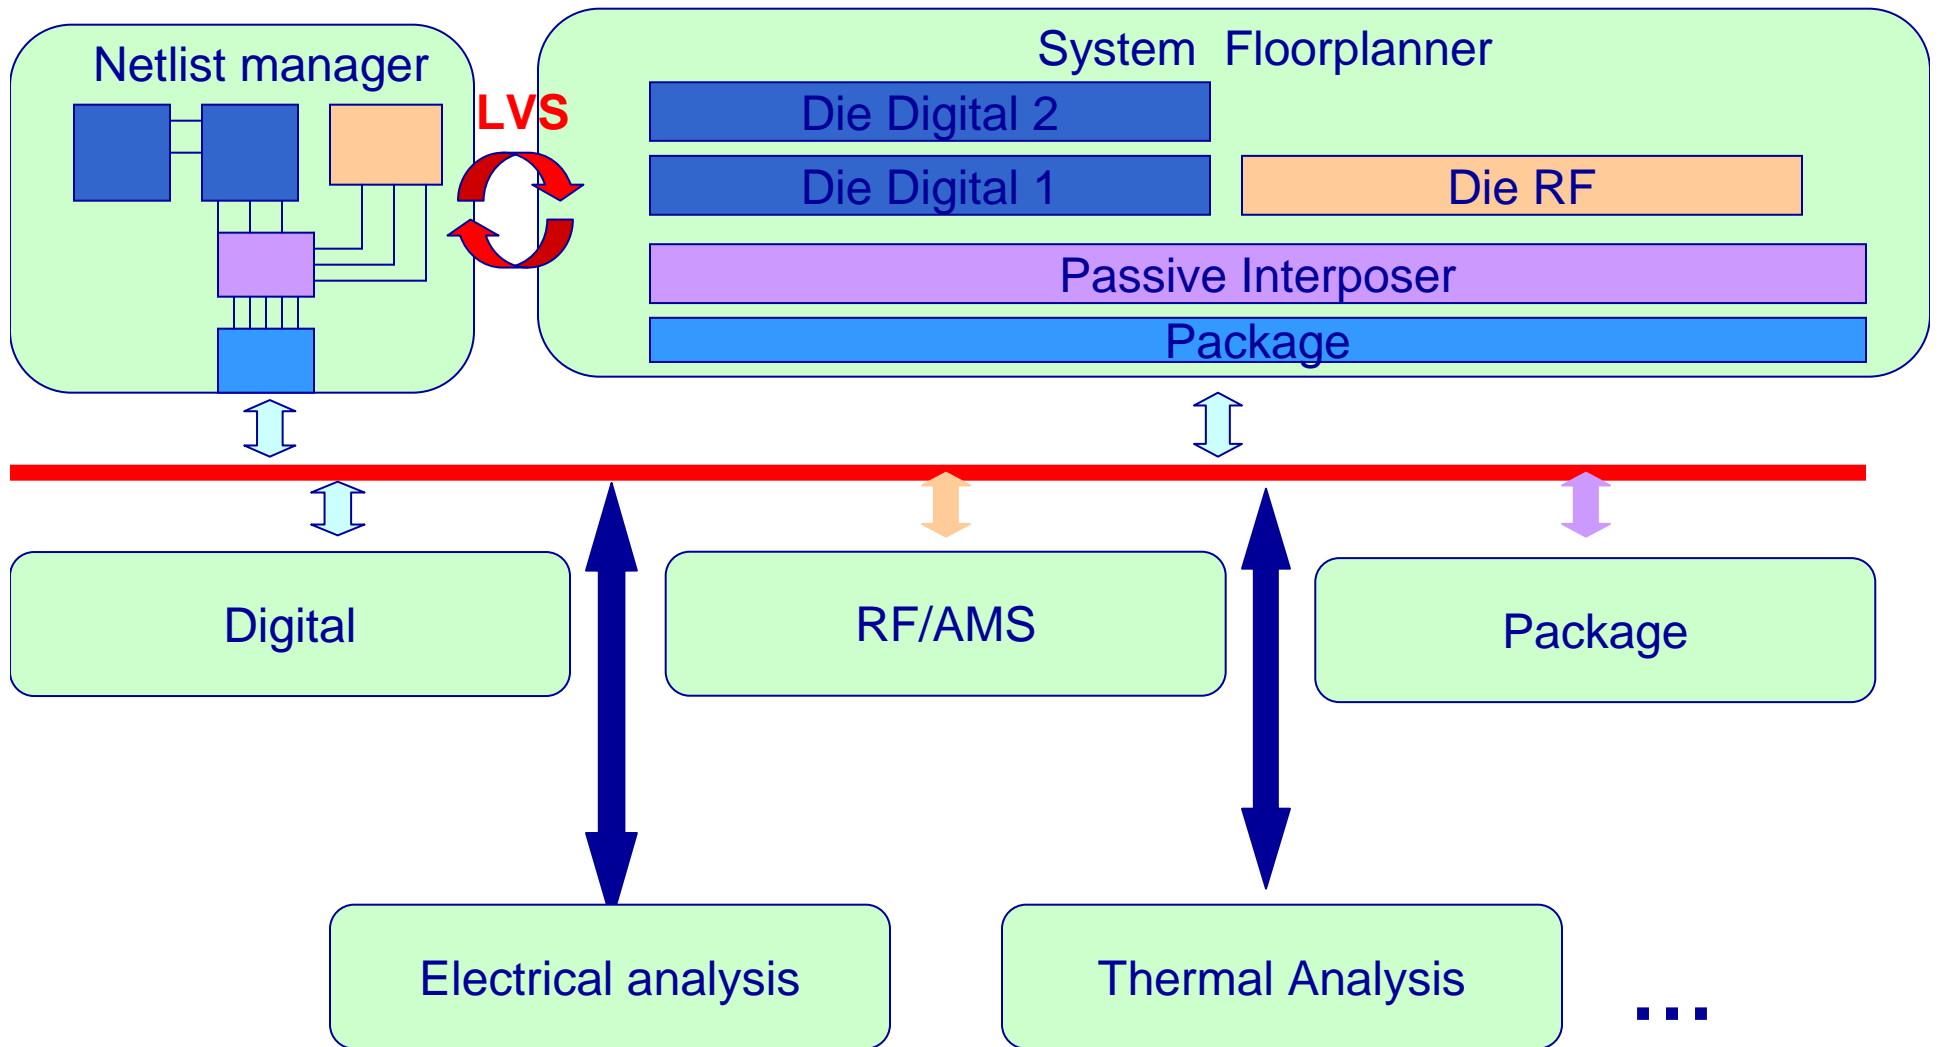 Netlist manager
System Floorplanner
LVS
Die Digital 2
Die Digital 1
Die RF
Passive Interposer
Package
Digital
RF/AMS
Package
Electrical analysis
Thermal Analysis
...